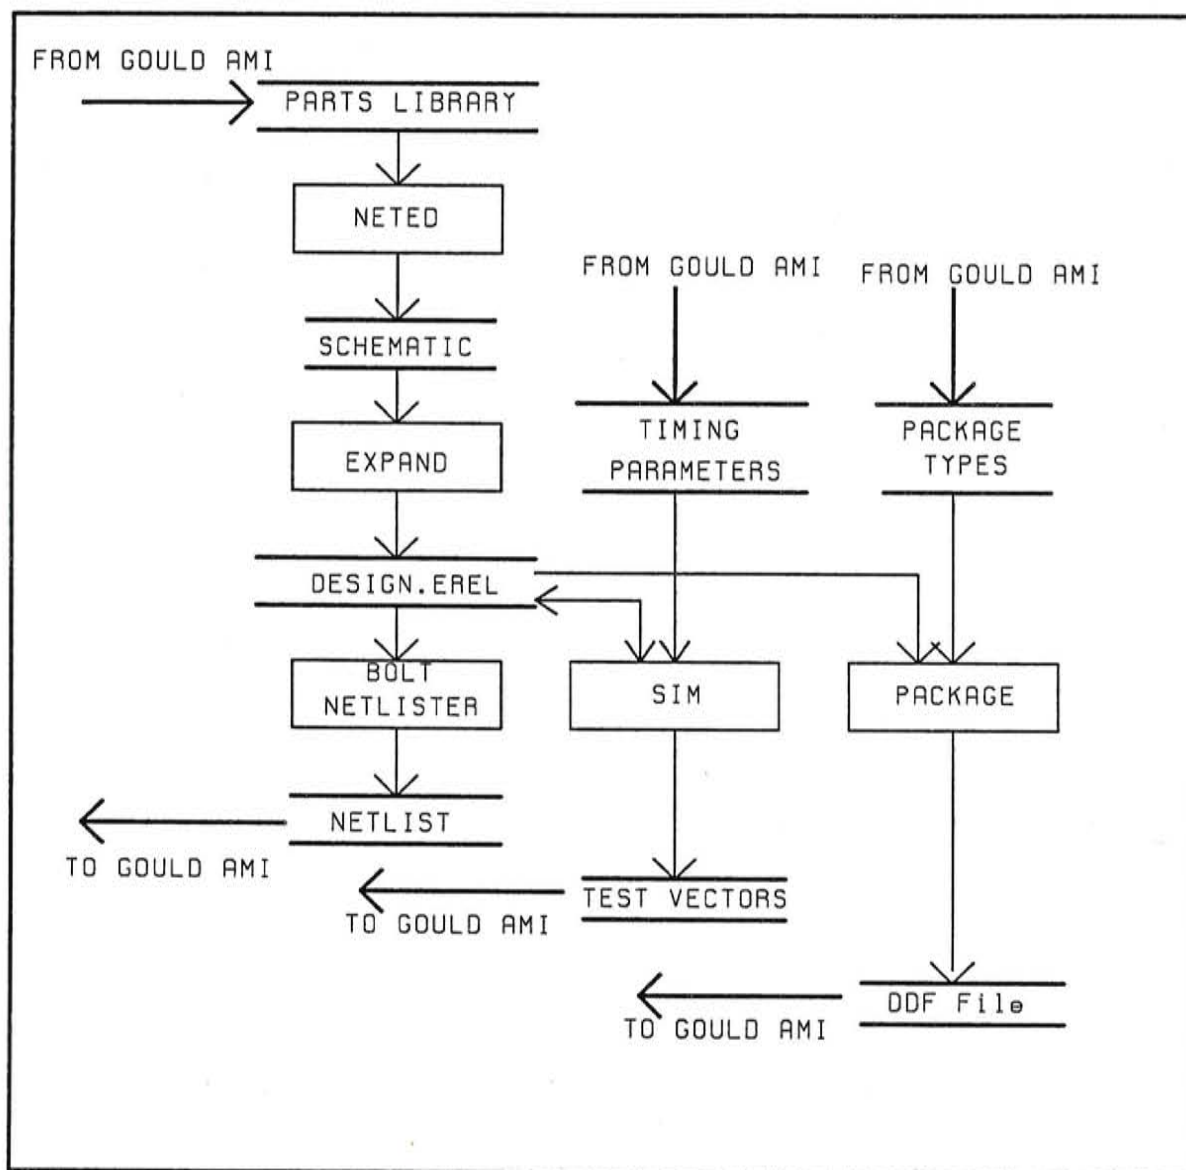 FROM GOULD AMI
PARTS LIBRARY
NETED
FROM GOULD AMI
FROM GOULD AMI
SCHEMATIC
TIMING
PARAMETERS
PACKAGE
TYPES
EXPAND
DESIGN.EREL
BOLT
NETLISTER
SIM
PACKAGE
NETLIST
TO GOULD AMI
TEST VECTORS
TO GOULD AMI
DDF File
TO GOULD AMI